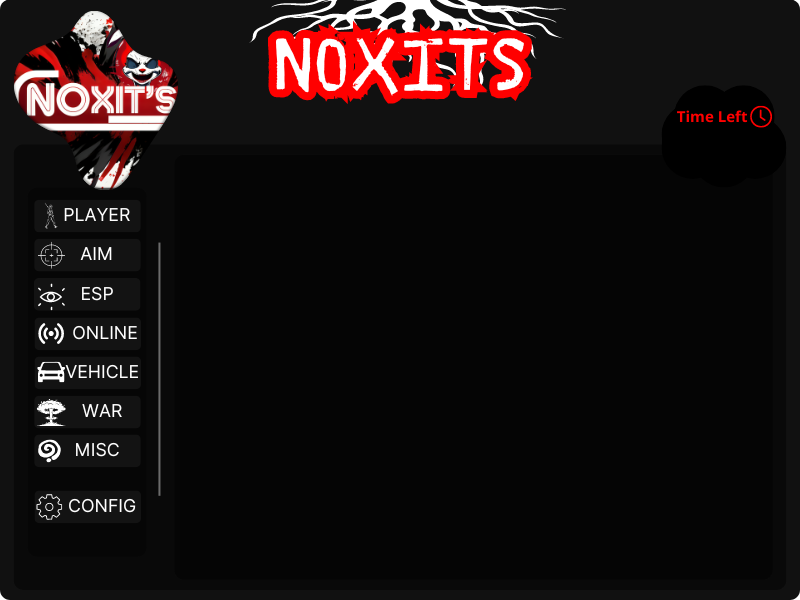 NOXITS
NOXIT'S
Time Left
PLAYER
AIM
ESP
ONLINE
VEHICLE
WAR
MISC
CONFIG